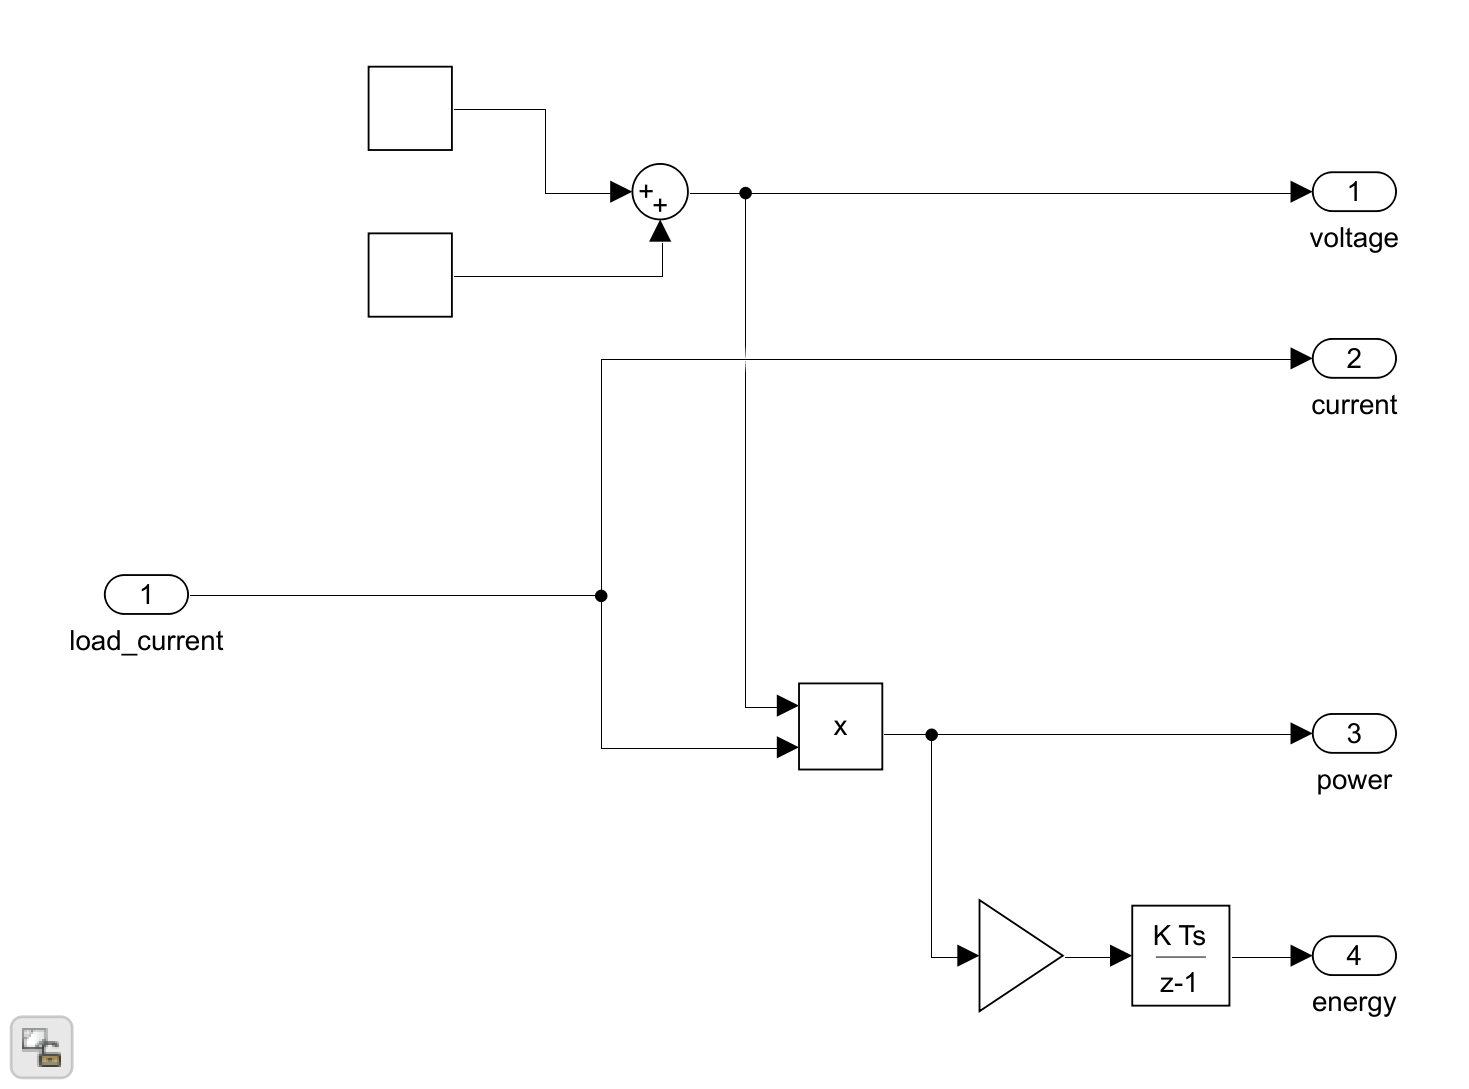 +
+
1
voltage
2
current
1
load_current
x
3
power
K Ts
z-1
4
energy